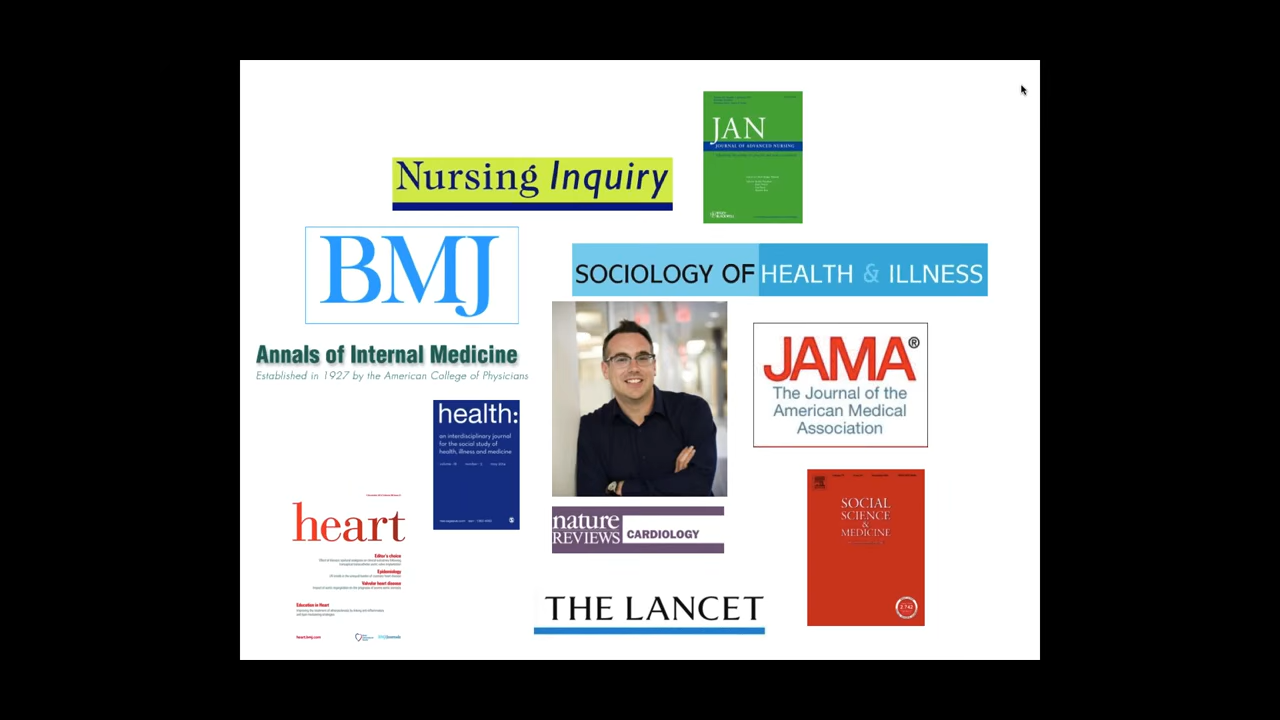 JAN
JOURNAL OF ADVANCED NURSING
Nursing Inquiry
BMJ
SOCIOLOGY OF HEALTH & ILLNESS
Annals of Internal Medicine
Established in 1927 by the American College of Physicians
JAMA®
The Journal of the
American Medical
Association
health:
an interdisciplinary journal
for the social study of
health, illness and medicine
heart
Editor's choice
Epidemiology
Valvular heart disease
Education in Heart
heart.bmj.com
nature
REVIEWS
CARDIOLOGY
SOCIAL
SCIENCE
&
MEDICINE
THE LANCET